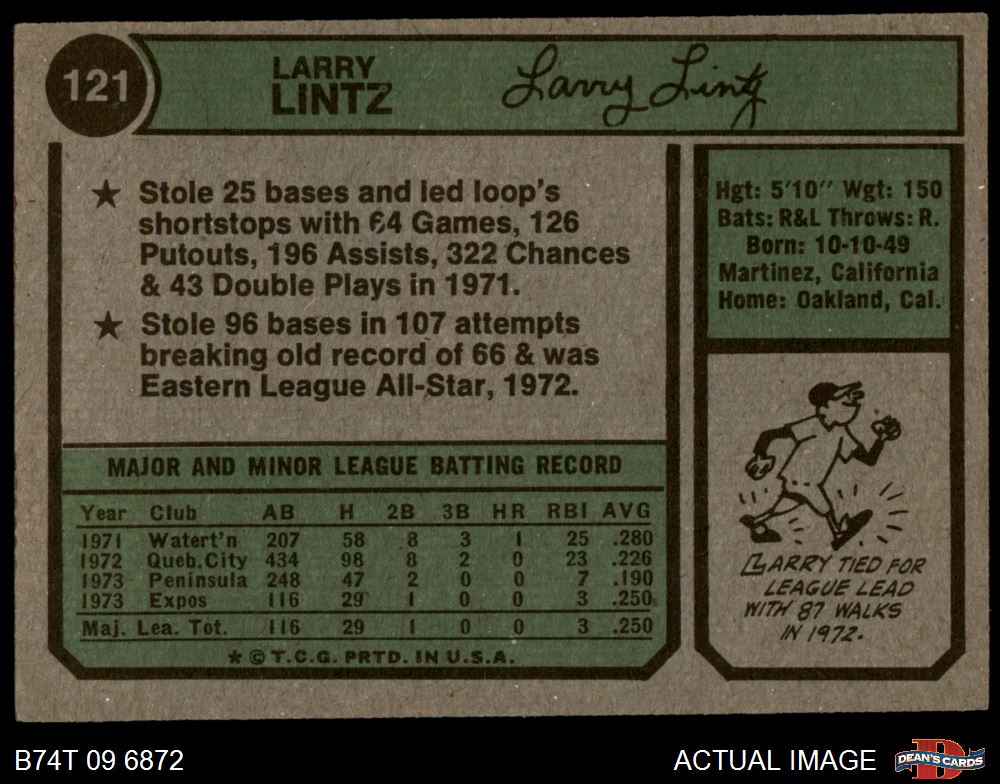 121
LARRY
LINTZ
Larry Lintz
★ Stole 25 bases and led loop's
shortstops with 64 Games, 126
Putouts, 196 Assists, 322 Chances
& 43 Double Plays in 1971.
★ Stole 96 bases in 107 attempts
breaking old record of 66 & was
Eastern League All-Star, 1972.
Hgt: 5'10" Wgt: 150
Bats: R&L Throws: R.
Born: 10-10-49
Martinez, California
Home: Oakland, Cal.
MAJOR AND MINOR LEAGUE BATTING RECORD
Year Club AB H 2B 3B HR RBI AVG
1971 Watert'n 207 58 8 3 1 25 .280
1972 Queb.City 434 98 8 2 0 23 .226
1973 Peninsula 248 47 2 0 0 7 .190
1973 Expos 116 29 1 0 0 3 .250
Maj. Lea. Tot. 116 29 1 0 0 3 .250
* © T.C.G. PRTD. IN U.S.A.
LARRY TIED FOR
LEAGUE LEAD
WITH 87 WALKS
IN 1972.
B74T 09 6872
ACTUAL IMAGE
D
DEAN'S CARDS